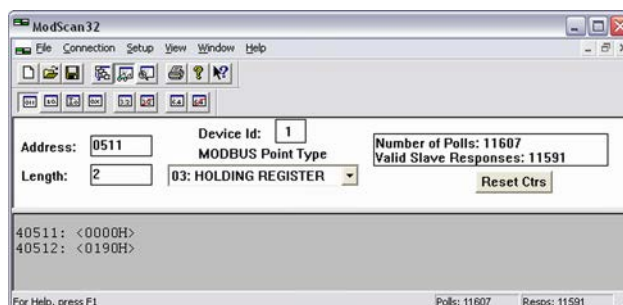 ModScan32
File Connection Setup View Window Help
Address: 0511
Device Id: 1
MODBUS Point Type
Length: 2
03: HOLDING REGISTER
Number of Polls: 11607
Valid Slave Responses: 11591
Reset Ctrs
40511: <0000H>
40512: <0190H>
For Help, press F1
Polls: 11607
Resps: 11591